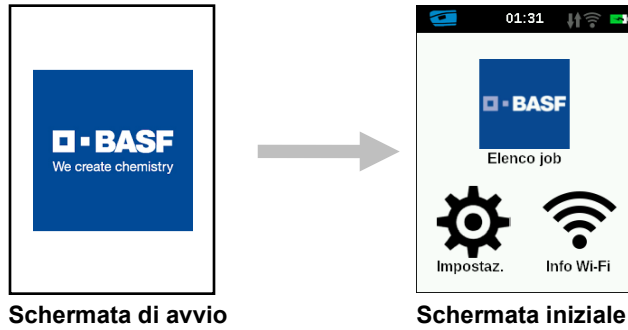 BASF
We create chemistry
Schermata di avvio
01:31
BASF
Elenco job
Impostaz.
Info Wi-Fi
Schermata iniziale